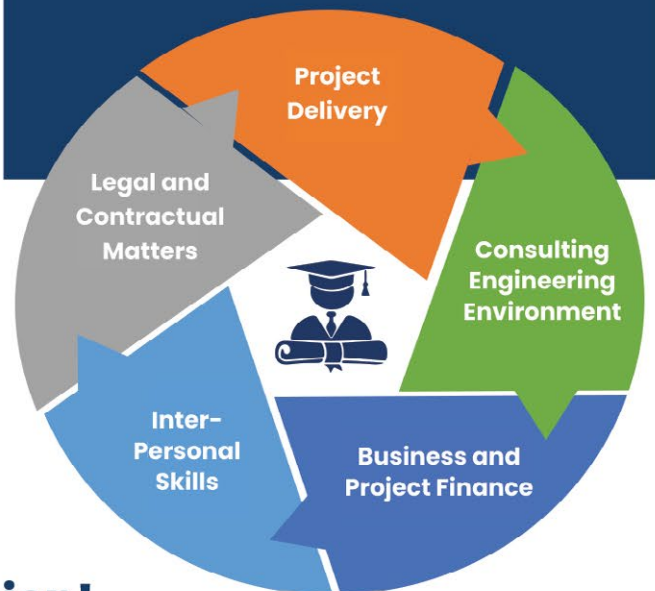 Project
Delivery
Legal and
Contractual
Matters
Consulting
Engineering
Environment
Inter-
Personal
Skills
Business and
Project Finance